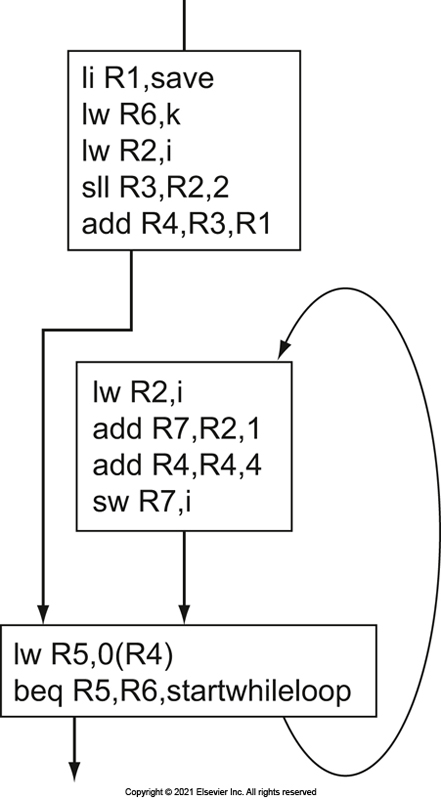 li R1,save
lw R6,k
lw R2,i
sll R3,R2,2
add R4,R3,R1
lw R2,i
add R7,R2,1
add R4,R4,4
sw R7,i
lw R5,0(R4)
beq R5,R6,startwhileloop
Copyright © 2021 Elsevier Inc. All rights reserved